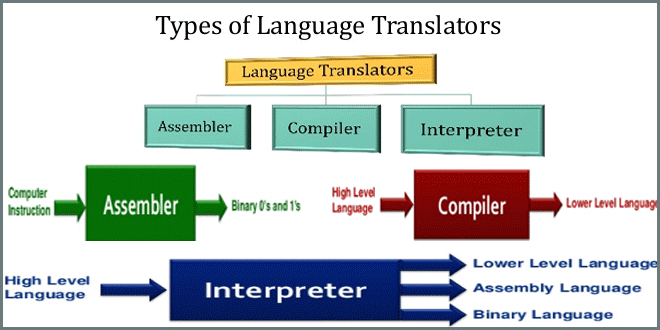 Types of Language Translators
Language Translators
Assembler
Compiler
Interpreter
Computer
Instruction
Assembler
Binary 0's and 1's
High Level
Language
Compiler
Lower Level Language
High Level
Language
Interpreter
Lower Level Language
Assembly Language
Binary Language